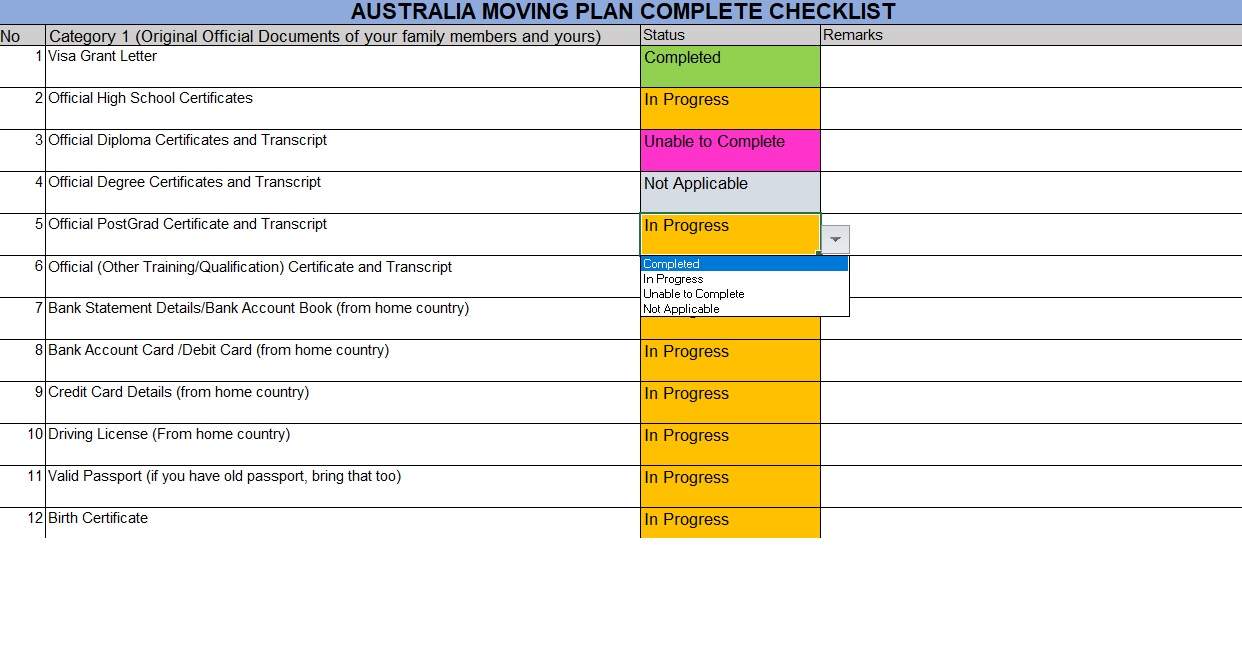 AUSTRALIA MOVING PLAN COMPLETE CHECKLIST
No Category 1 (Original Official Documents of your family members and yours) Status Remarks
1 Visa Grant Letter Completed
2 Official High School Certificates In Progress
3 Official Diploma Certificates and Transcript Unable to Complete
4 Official Degree Certificates and Transcript Not Applicable
5 Official PostGrad Certificate and Transcript In Progress
6 Official (Other Training/Qualification) Certificate and Transcript
Completed
In Progress
Unable to Complete
Not Applicable
7 Bank Statement Details/Bank Account Book (from home country)
8 Bank Account Card /Debit Card (from home country) In Progress
9 Credit Card Details (from home country) In Progress
10 Driving License (From home country) In Progress
11 Valid Passport (if you have old passport, bring that too) In Progress
12 Birth Certificate In Progress